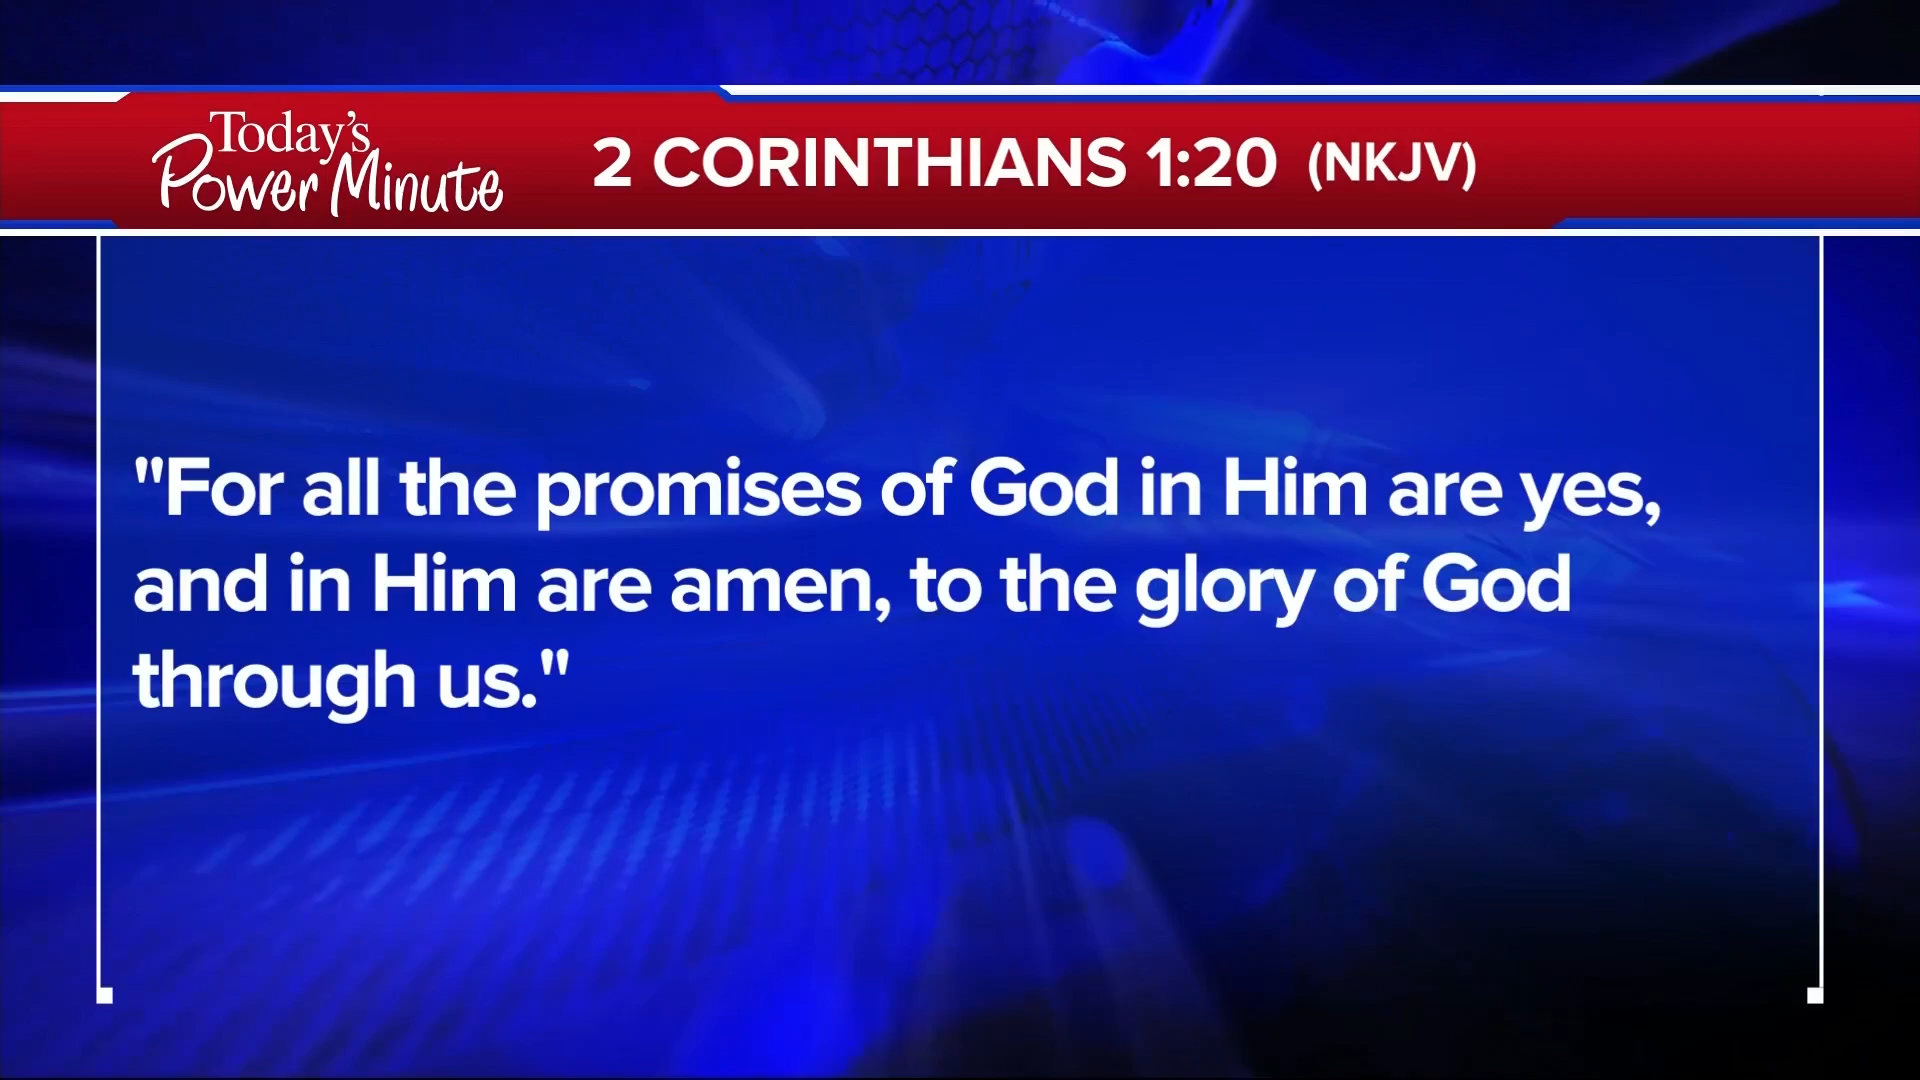 Today's
Power Minute
2 CORINTHIANS 1:20 (NKJV)
"For all the promises of God in Him are yes,
and in Him are amen, to the glory of God
through us."